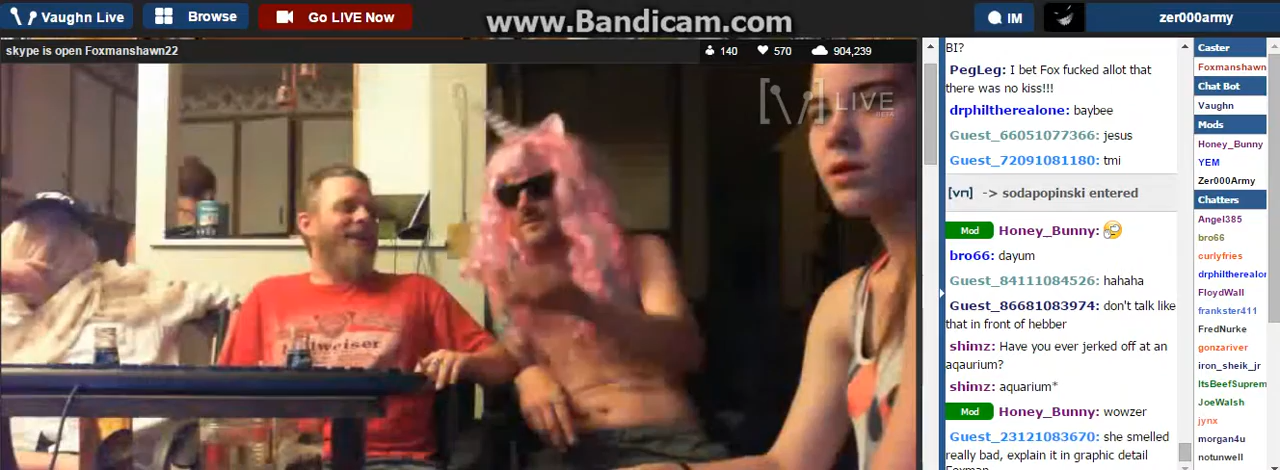 www.Bandicam.com
Vaughn Live
Browse
Go LIVE Now
IM
zer000army
skype is open Foxmanshawn22
140
570
904,239
LIVE
BETA
BI?
PegLeg: I bet Fox fucked allot that
there was no kiss!!!
drphiltherealone: baybee
Guest_66051077366: jesus
Guest_72091081180: tmi
[vn] -> sodapopinski entered
Mod Honey_Bunny:
bro66: dayum
Guest_84111084526: hahaha
Guest_86681083974: don't talk like
that in front of hebber
shimz: Have you ever jerked off at an
aqaurium?
shimz: aquarium*
Mod Honey_Bunny: wowzer
Guest_23121083670: she smelled
really bad, explain it in graphic detail
Foxman
Caster
Foxmanshawn
Chat Bot
Vaughn
Mods
Honey_Bunny
YEM
Zer000Army
Chatters
Angel385
bro66
curlyfries
drphiltherealo
FloydWall
frankster411
FredNurke
gonzariver
iron_sheik_jr
ItsBeefSuprem
JoeWalsh
jynx
morgan4u
notunwell